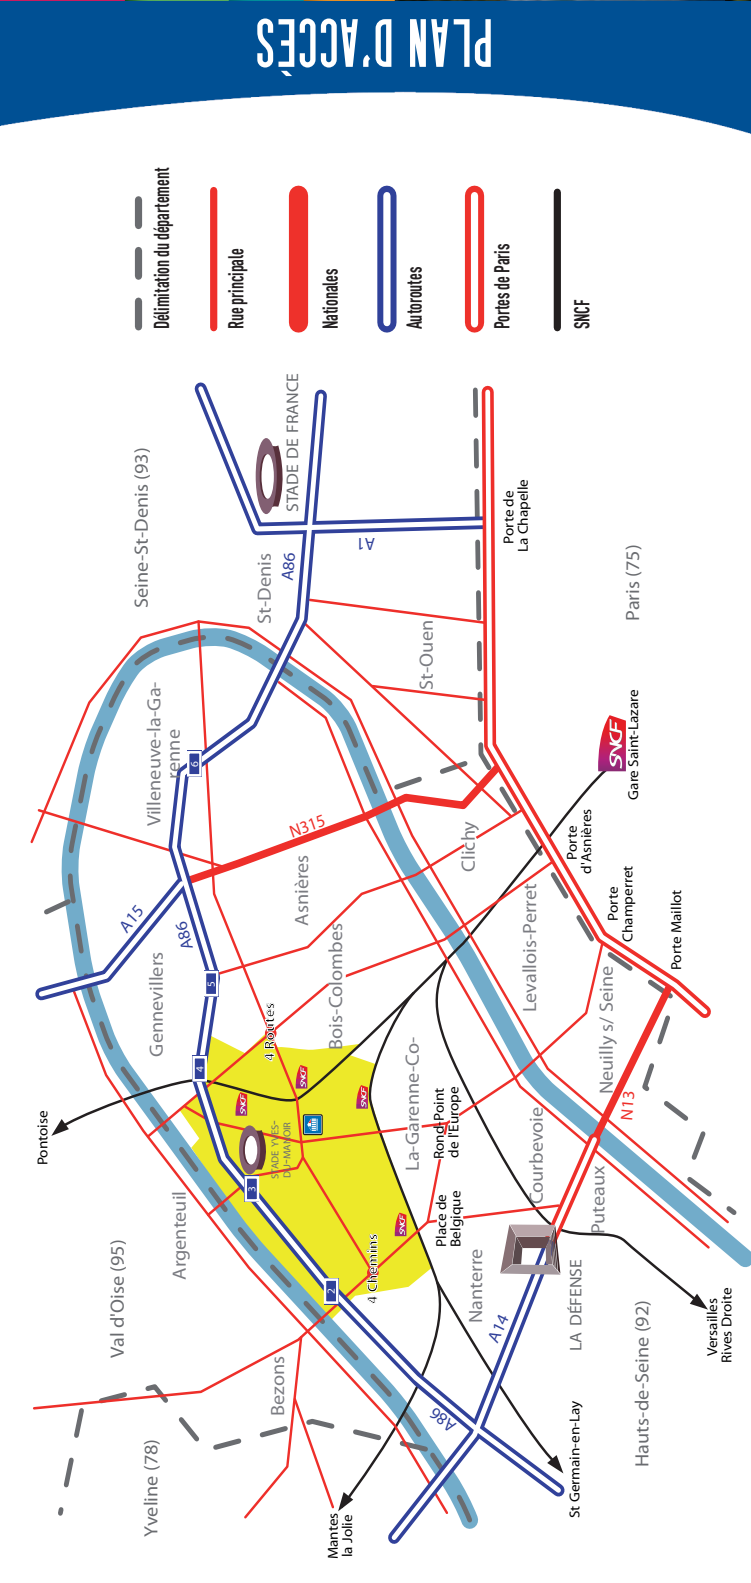 PLAN D'ACCÈS
Délimitation du département
Rue principale
Nationales
Autoroutes
Portes de Paris
SNCF
Seine-St-Denis (93)
STADE DE FRANCE
St-Denis
A86
A1
Porte de
La Chapelle
Paris (75)
St-Ouen
Villeneuve-la-Ga-
renne
6
N315
Clichy
SNCF
Gare Saint-Lazare
Porte
d'Asnières
Porte
Champerret
Porte Maillot
A15
A86
Asnières
Gennevilliers
5
Bois-Colombes
Levallois-Perret
4 Routes
4
Neuilly s/ Seine
N13
Pontoise
SNCF
SNCF
SNCF
La-Garenne-Co-
Rond Point
de l'Europe
STADE YVES-
DU-MANOIR
3
Courbevoie
Puteaux
Argenteuil
SNCF
Place de
Belgique
Val d'Oise (95)
4 Chemins
2
Nanterre
LA DÉFENSE
A14
Versailles
Rives Droite
Hauts-de-Seine (92)
Bezons
A86
Yveline (78)
Mantes
la Jolie
St Germain-en-Lay